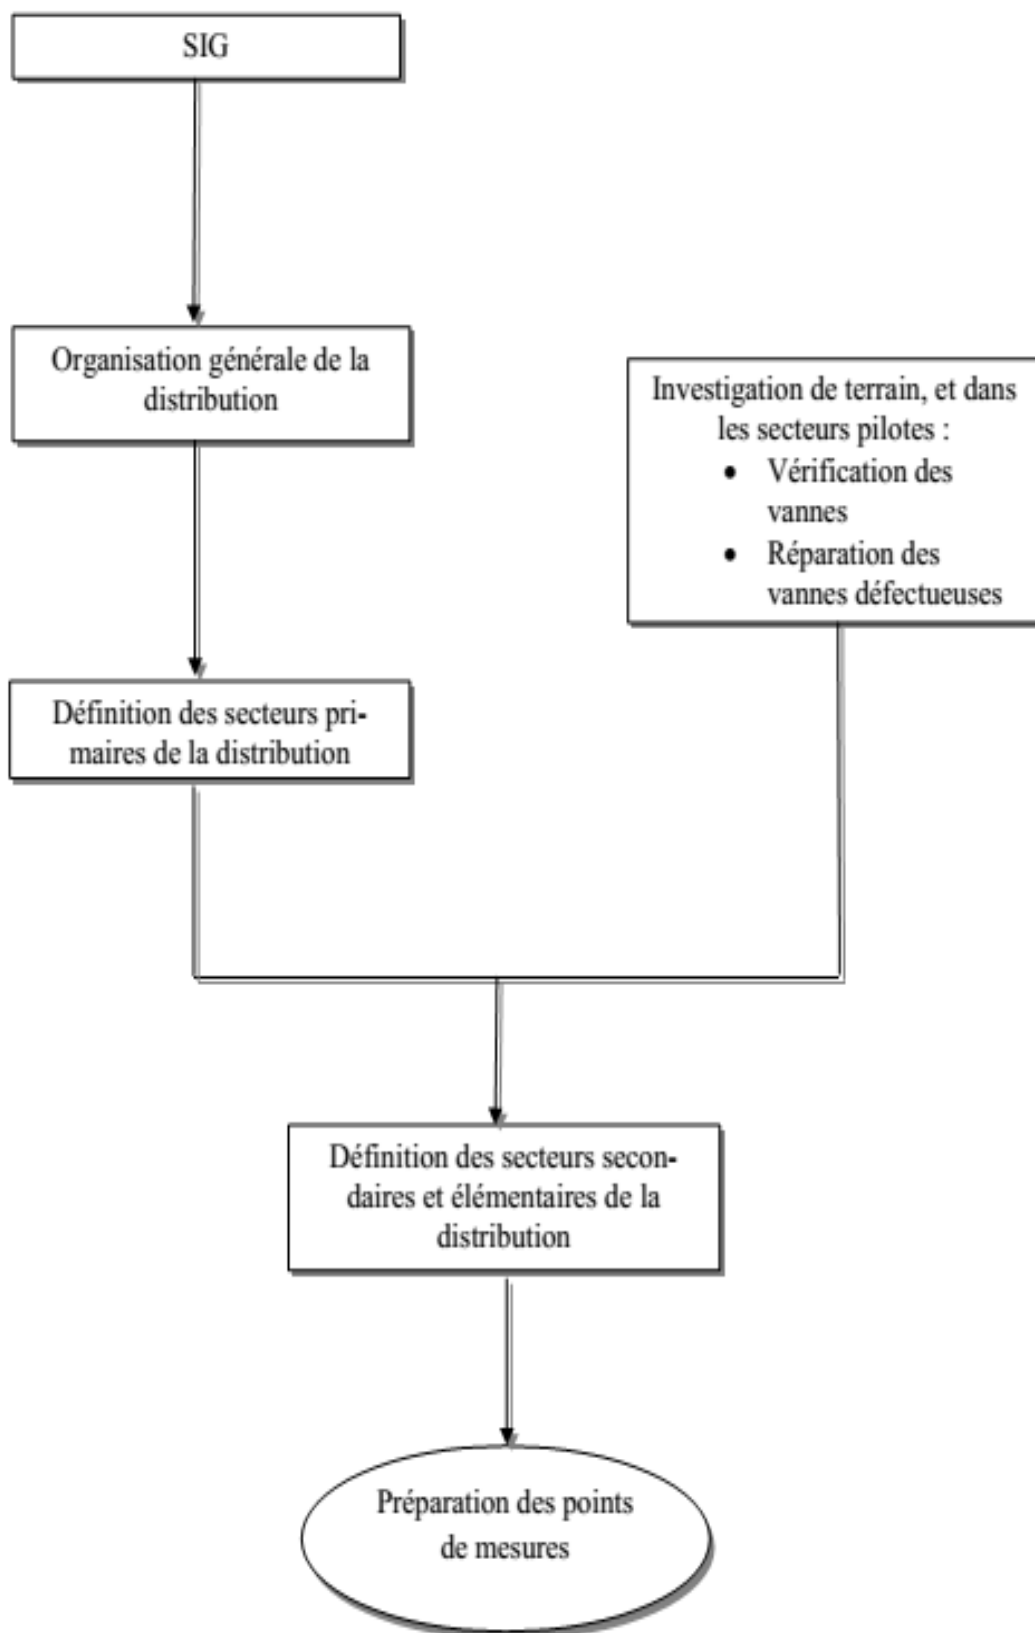 SIG
Organisation générale de la
distribution
Investigation de terrain, et dans
les secteurs pilotes :
• Vérification des
vannes
• Réparation des
vannes défectueuses
Définition des secteurs pri-
maires de la distribution
Définition des secteurs secon-
daires et élémentaires de la
distribution
Préparation des points
de mesures